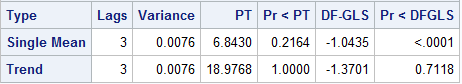 Type Lags Variance PT Pr < PT DF-GLS Pr < DFGLS
Single Mean 3 0.0076 6.8430 0.2164 -1.0435 <.0001
Trend 3 0.0076 18.9768 1.0000 -1.3701 0.7118